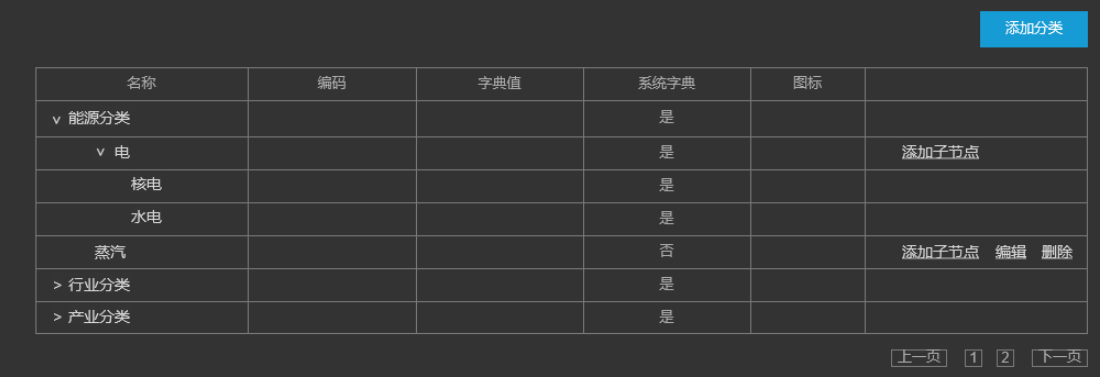 添加分类
名称 编码 字典值 系统字典 图标
v 能源分类 是
v 电 是 添加子节点
核电 是
水电 是
蒸汽 否 添加子节点 编辑 删除
> 行业分类 是
> 产业分类 是
上一页 1 2 下一页